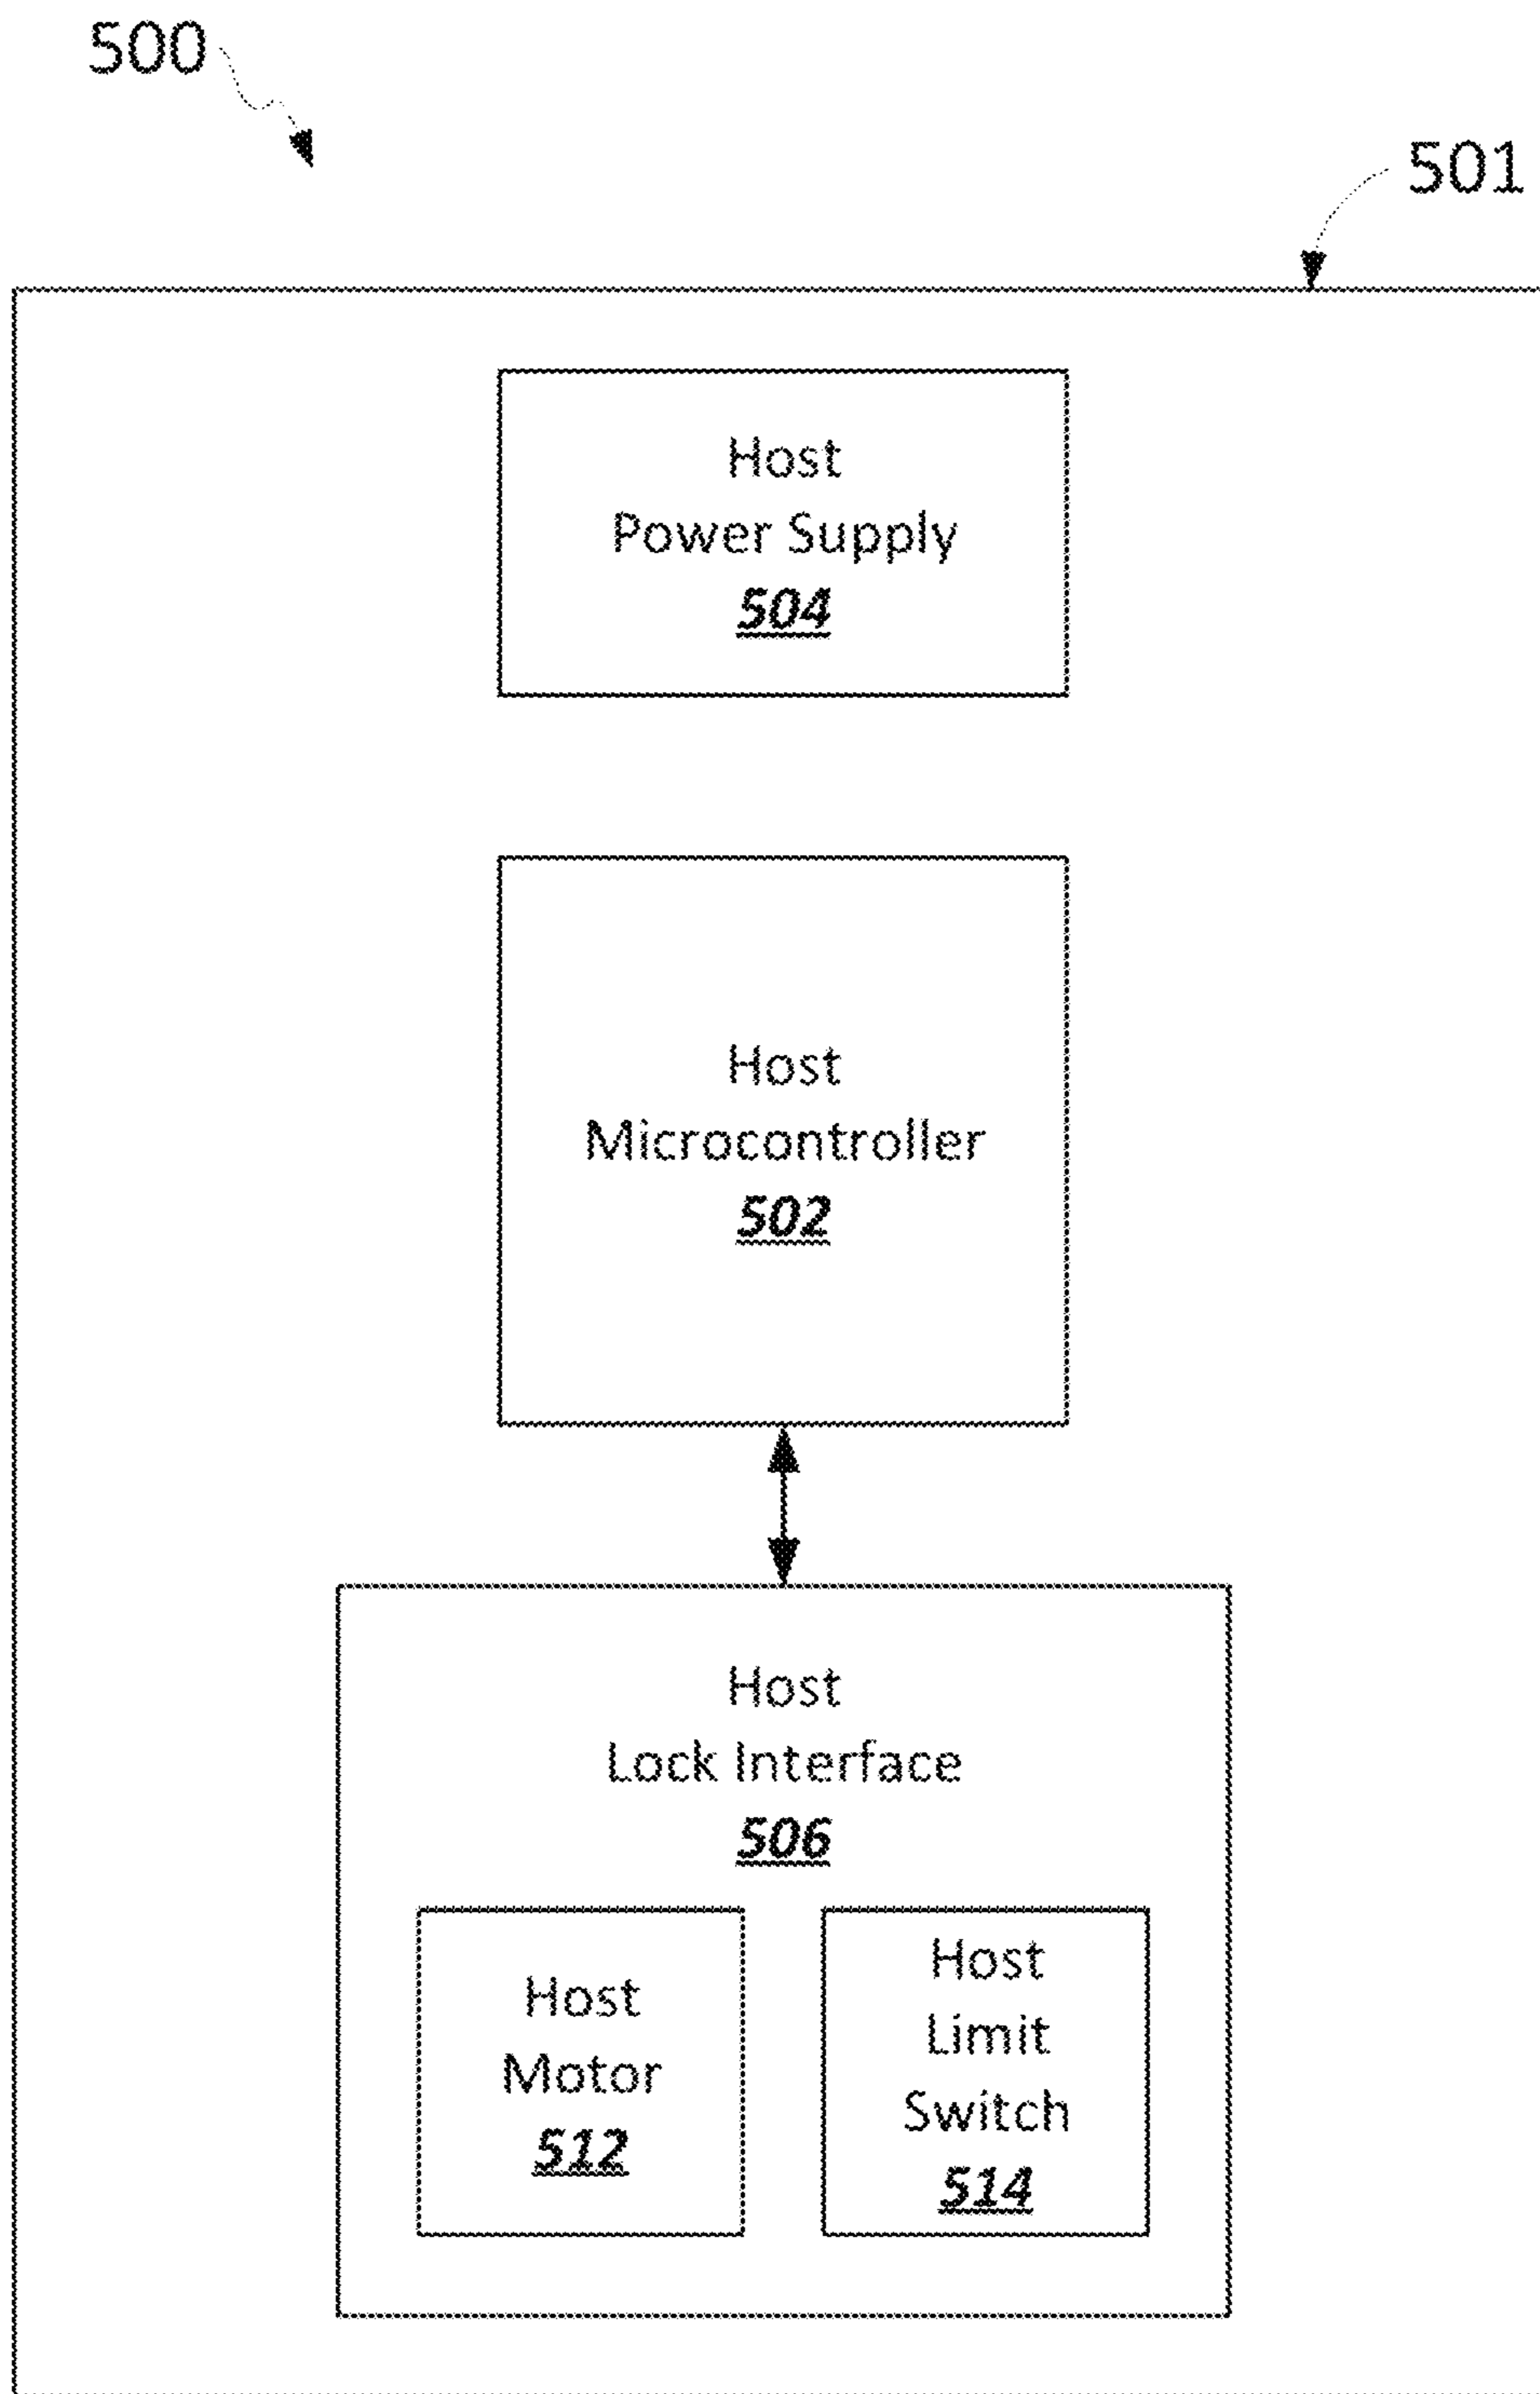 500
501
Host
Power Supply
504
Host
Microcontroller
502
Host
Lock Interface
506
Host
Motor
512
Host
Limit
Switch
514